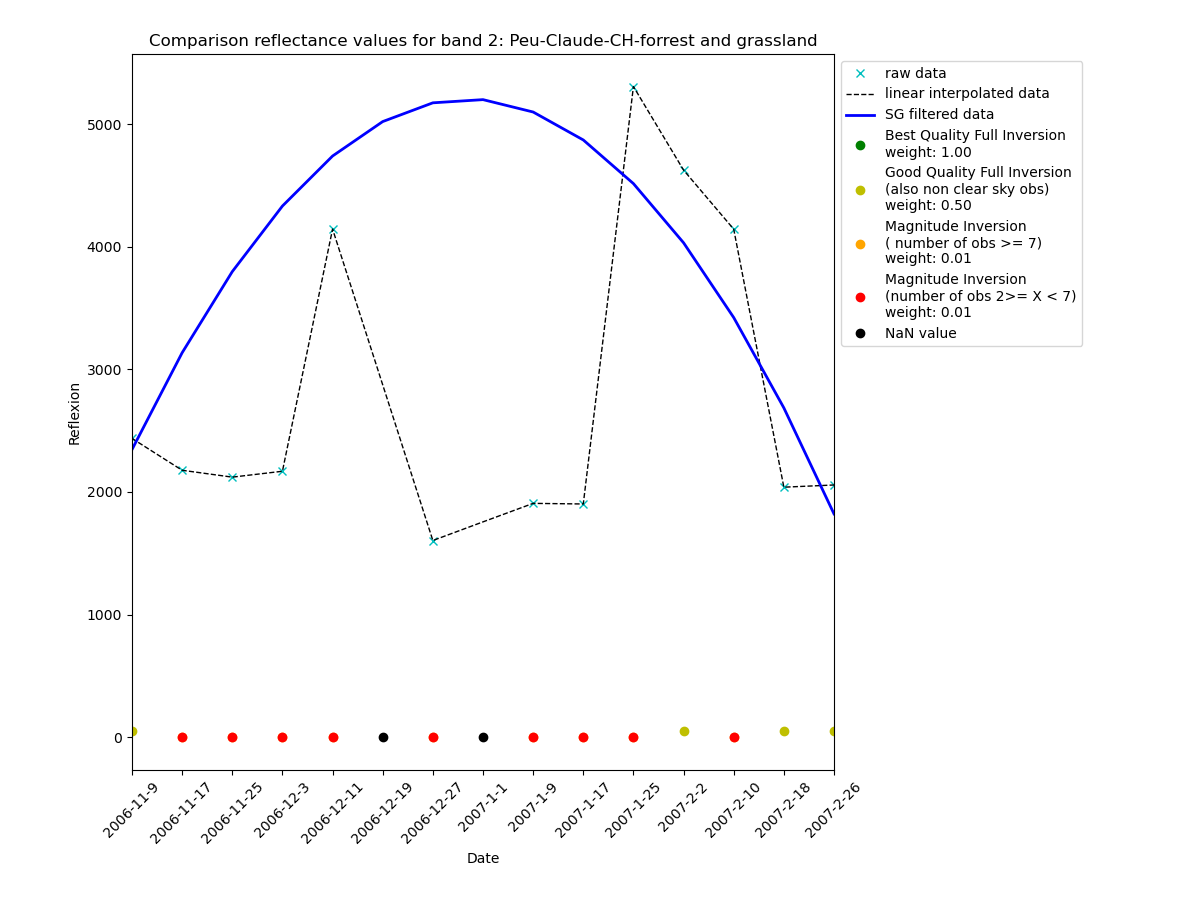 Comparison reflectance values for band 2: Peu-Claude-CH-forrest and grassland
raw data
linear interpolated data
SG filtered data
Best Quality Full Inversion
weight: 1.00
Good Quality Full Inversion
(also non clear sky obs)
weight: 0.50
Magnitude Inversion
( number of obs >= 7)
weight: 0.01
Magnitude Inversion
(number of obs 2>= X < 7)
weight: 0.01
NaN value
Reflexion
5000
4000
3000
2000
1000
0
2006-11-9
2006-11-17
2006-11-25
2006-12-3
2006-12-11
2006-12-19
2006-12-27
2007-1-1
2007-1-9
2007-1-17
2007-1-25
2007-2-2
2007-2-10
2007-2-18
2007-2-26
Date